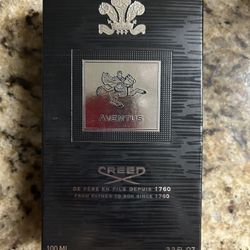 AVENTUS
CREED
DE PÈRE EN FILS DEPUIS 1760
FROM FATHER TO SON SINCE 1760
100 ML 3.3 FL OZ